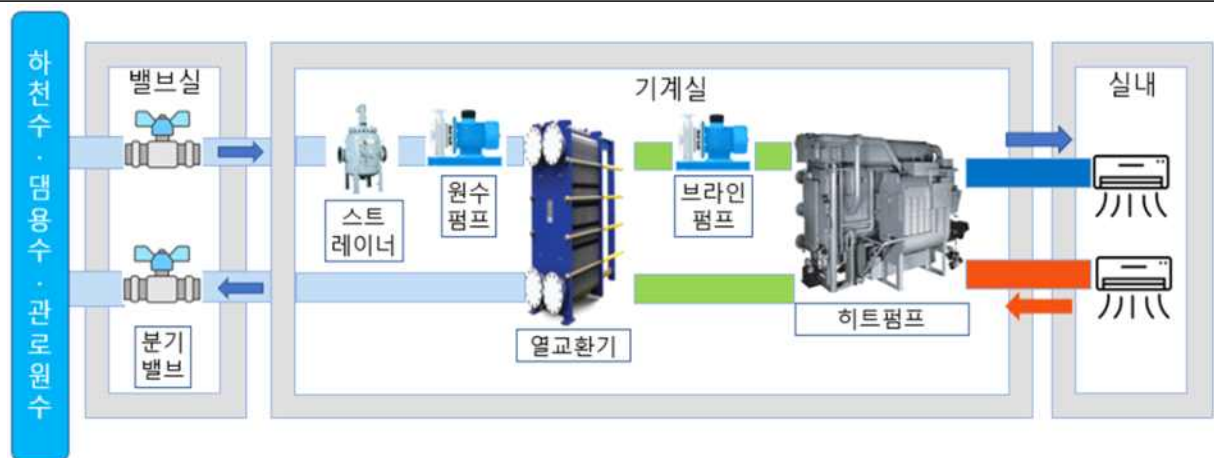 하천수·댐용수·관로원수
밸브실
분기
밸브
기계실
스트
레이너
원수
펌프
열교환기
브라인
펌프
히트펌프
실내